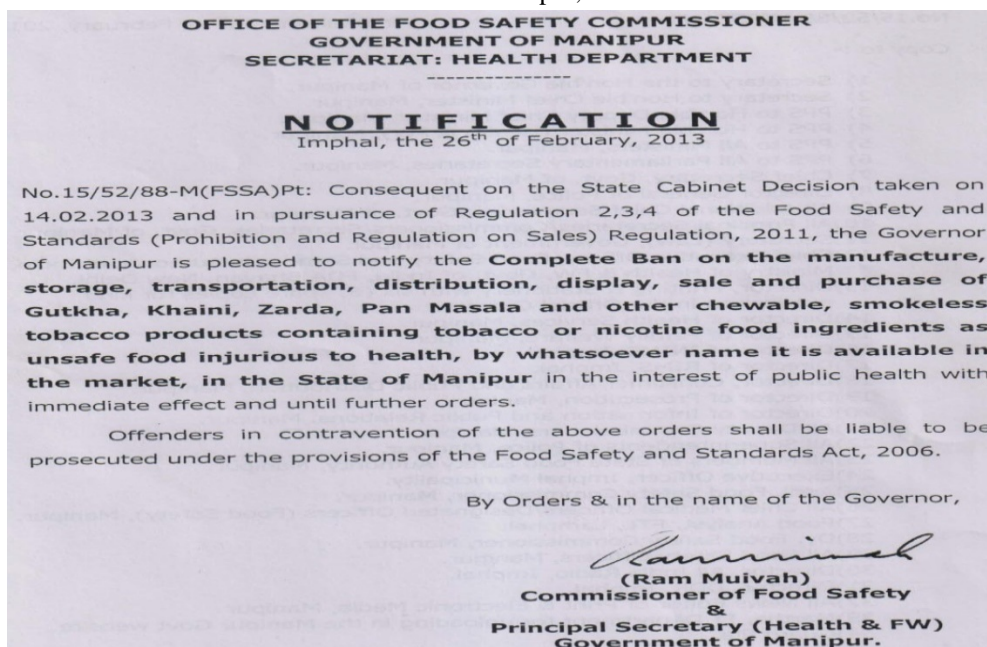 OFFICE OF THE FOOD SAFETY COMMISSIONER
GOVERNMENT OF MANIPUR
SECRETARIAT: HEALTH DEPARTMENT
--------------
NOTIFICATION
Imphal, the 26th of February, 2013
No.15/52/88-M(FSSA)Pt: Consequent on the State Cabinet Decision taken on
14.02.2013 and in pursuance of Regulation 2,3,4 of the Food Safety and
Standards (Prohibition and Regulation on Sales) Regulation, 2011, the Governor
of Manipur is pleased to notify the Complete Ban on the manufacture,
storage, transportation, distribution, display, sale and purchase of
Gutkha, Khaini, Zarda, Pan Massala or other chewable, smokeless
tobacco products containing tobacco or nicotine food ingredients as
unsafe food injurious to health, by whatsoever name it is available in
the market, in the State of Manipur in the interest of public health with
immediate effect and until further orders.
Offenders in contravention of the above orders shall be liable to be
prosecuted under the provisions of the Food Safety and Standards Act, 2006.
By Orders & in the name of the Governor,
(Ram Muivah)
Commissioner of Food Safety
&
Principal Secretary (Health & FW)
Government of Manipur.